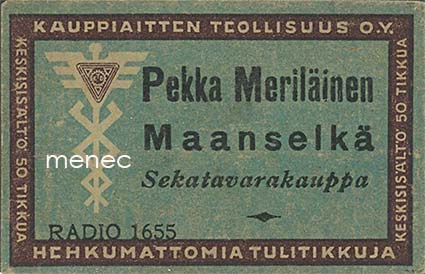 KAUPPIAITTEN TEOLLISUUS O.Y.
KESKISISÄLTÖ 50 TIKKUA
Pekka Meriläinen
Maanselkä
Sekatavarakauppa
menec
RADIO 1655
KESKISISÄLTÖ 50 TIKKUA
HEHKUMATTOMIA TULITIKKUJA